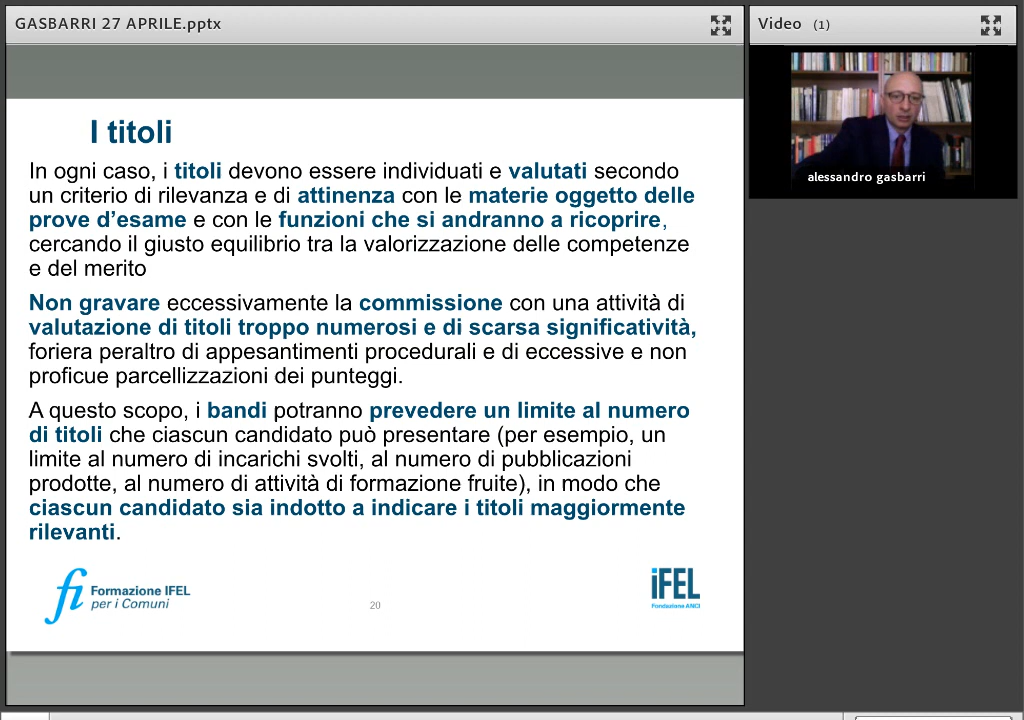 GASBARRI 27 APRILE.pptx
Video (1)
alessandro gasbarri
I titoli
In ogni caso, i titoli devono essere individuati e valutati secondo
un criterio di rilevanza e di attinenza con le materie oggetto delle
prove d’esame e con le funzioni che si andranno a ricoprire,
cercando il giusto equilibrio tra la valorizzazione delle competenze
e del merito
Non gravare eccessivamente la commissione con una attività di
valutazione di titoli troppo numerosi e di scarsa significatività,
foriera peraltro di appesantimenti procedurali e di eccessive e non
proficue parcellizzazioni dei punteggi.
A questo scopo, i bandi potranno prevedere un limite al numero
di titoli che ciascun candidato può presentare (per esempio, un
limite al numero di incarichi svolti, al numero di pubblicazioni
prodotte, al numero di attività di formazione fruite), in modo che
ciascun candidato sia indotto a indicare i titoli maggiormente
rilevanti.
fi Formazione IFEL
per i Comuni
20
iFEL
Fondazione ANCI